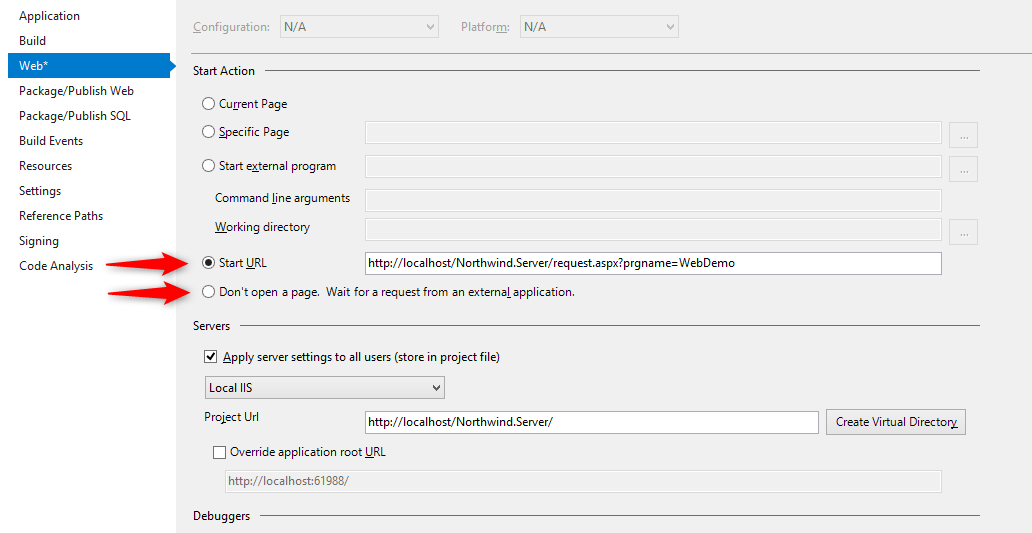 Application
Build
Web*
Package/Publish Web
Package/Publish SQL
Build Events
Resources
Settings
Reference Paths
Signing
Code Analysis
Configuration: N/A Platform: N/A
Start Action
Current Page
Specific Page ...
Start external program ...
Command line arguments
Working directory ...
Start URL http://localhost/Northwind.Server/request.aspx?prgname=WebDemo
Don't open a page. Wait for a request from an external application.
Servers
Apply server settings to all users (store in project file)
Local IIS
Project Url http://localhost/Northwind.Server/ Create Virtual Directory
Override application root URL
http://localhost:61988/
Debuggers